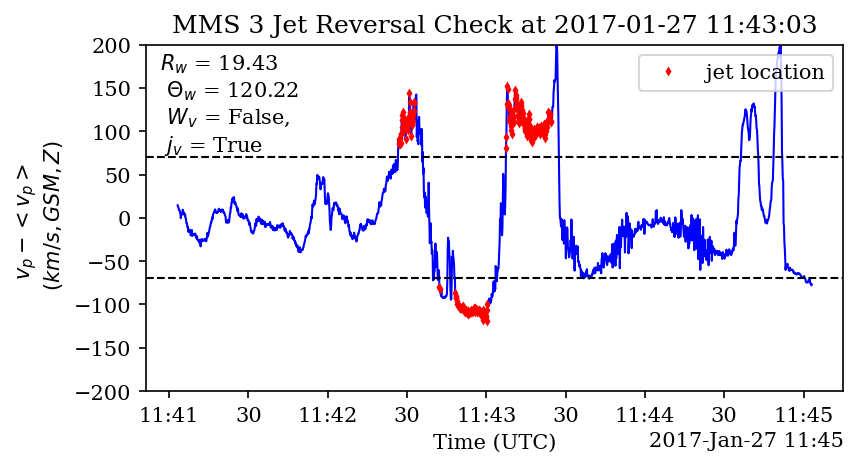 MMS 3 Jet Reversal Check at 2017-01-27 11:43:03
R_w = 19.43
Θ_w = 120.22
W_v = False,
j_v = True
jet location
v_p − < v_p >
(km/s, GSM, Z)
200
150
100
50
0
−50
−100
−150
−200
11:41 30 11:42 30 11:43 30 11:44 30 11:45
Time (UTC)
2017-Jan-27 11:45